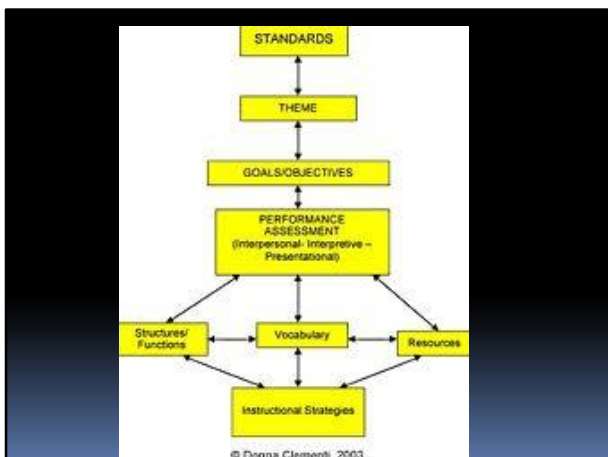 STANDARDS
THEME
GOALS/OBJECTIVES
PERFORMANCE
ASSESSMENT
(Interpersonal- Interpretive –
Presentational)
Structures/
Functions
Vocabulary
Resources
Instructional Strategies
© Donna Clementi, 2003